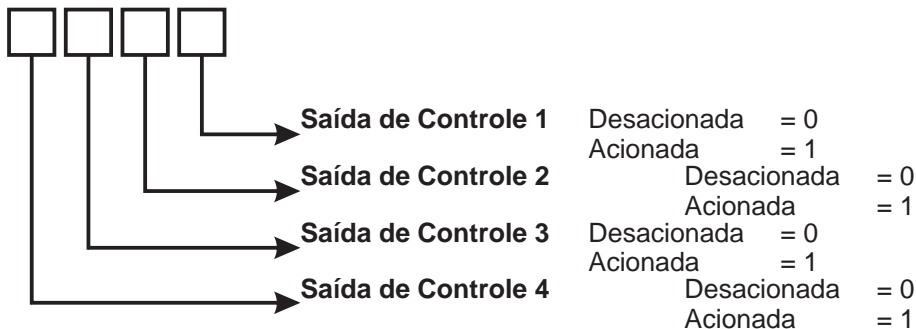 Saída de Controle 1 Desacionada = 0
Acionada = 1
Saída de Controle 2 Desacionada = 0
Acionada = 1
Saída de Controle 3 Desacionada = 0
Acionada = 1
Saída de Controle 4 Desacionada = 0
Acionada = 1